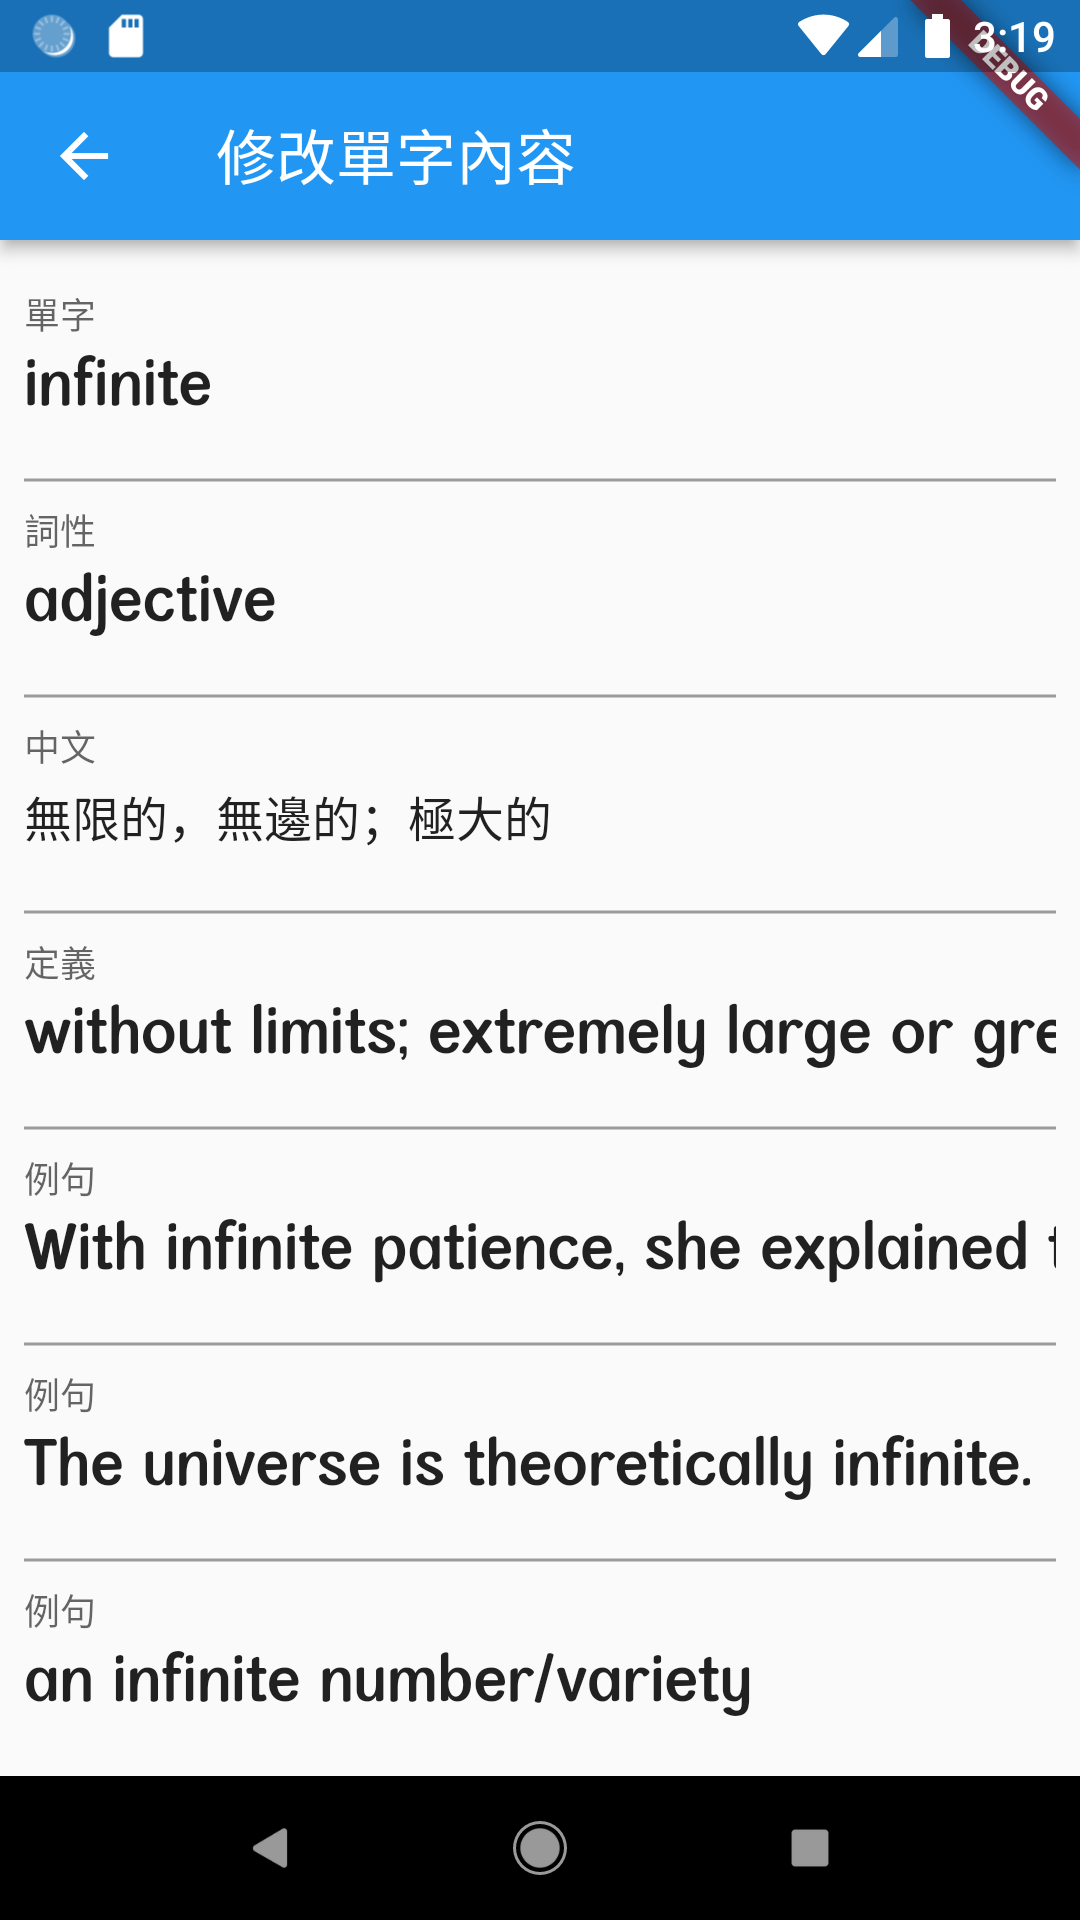 3:19
DEBUG
修改單字內容
單字
infinite
詞性
adjective
中文
無限的，無邊的；極大的
定義
without limits; extremely large or gre
例句
With infinite patience, she explained t
例句
The universe is theoretically infinite.
例句
an infinite number/variety